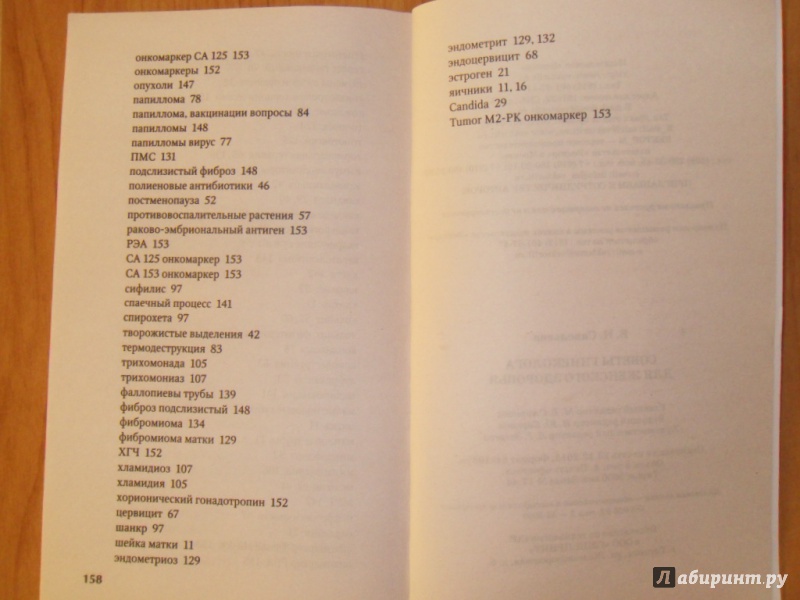 онкомаркер СА 125 153
онкомаркеры 152
опухоли 147
папиллома 78
папиллома, вакцинации вопросы 84
папилломы 148
папилломы вирус 77
ПМС 131
подслизистый фиброз 148
полиеновые антибиотики 46
постменопауза 52
противовоспалительные растения 57
раково-эмбриональный антиген 153
РЭА 153
СА 125 онкомаркер 153
СА 153 онкомаркер 153
сифилис 97
спаечный процесс 141
спирохета 97
творожистые выделения 42
термодеструкция 83
трихомонада 105
трихомониаз 107
фаллопиевы трубы 139
фиброз подслизистый 148
фибромиома 134
фибромиома матки 129
ХГЧ 152
хламидиоз 107
хламидия 105
хорионический гонадотропин 152
цервицит 67
шанкр 97
шейка матки 11
эндометриоз 129
158
эндометрит 129, 132
эндоцервицит 68
эстроген 21
яичники 11, 16
Candida 29
Tumor M2-PK онкомаркер 153
Лабиринт.ру